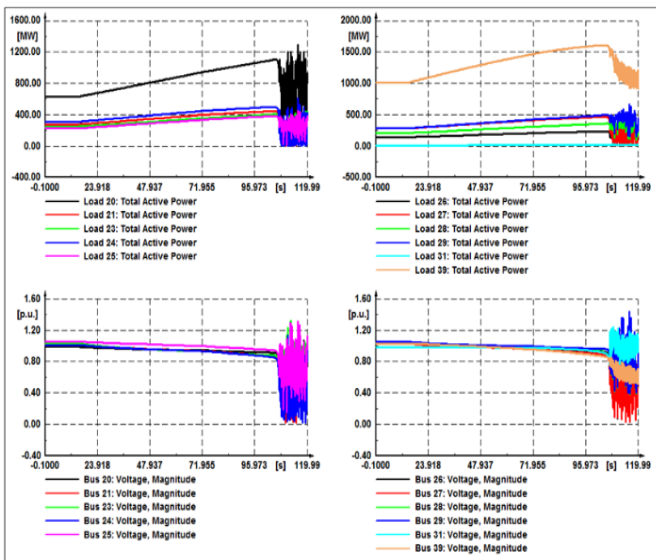 1600.00
[MW]
1200.00
800.00
400.00
0.00
-400.00
-0.1000 23.918 47.937 71.955 95.973 [s] 119.99
Load 20: Total Active Power
Load 21: Total Active Power
Load 23: Total Active Power
Load 24: Total Active Power
Load 25: Total Active Power
2000.00
[MW]
1500.00
1000.00
500.00
0.00
-500.00
-0.1000 23.918 47.937 71.955 95.973 [s] 119.99
Load 26: Total Active Power
Load 27: Total Active Power
Load 28: Total Active Power
Load 29: Total Active Power
Load 31: Total Active Power
Load 39: Total Active Power
1.60
[p.u.]
1.20
0.80
0.40
0.00
-0.40
-0.1000 23.918 47.937 71.955 95.973 [s] 119.99
Bus 20: Voltage, Magnitude
Bus 21: Voltage, Magnitude
Bus 23: Voltage, Magnitude
Bus 24: Voltage, Magnitude
Bus 25: Voltage, Magnitude
1.60
[p.u.]
1.20
0.80
0.40
0.00
-0.40
-0.1000 23.918 47.937 71.955 95.973 [s] 119.99
Bus 26: Voltage, Magnitude
Bus 27: Voltage, Magnitude
Bus 28: Voltage, Magnitude
Bus 29: Voltage, Magnitude
Bus 31: Voltage, Magnitude
Bus 39: Voltage, Magnitude